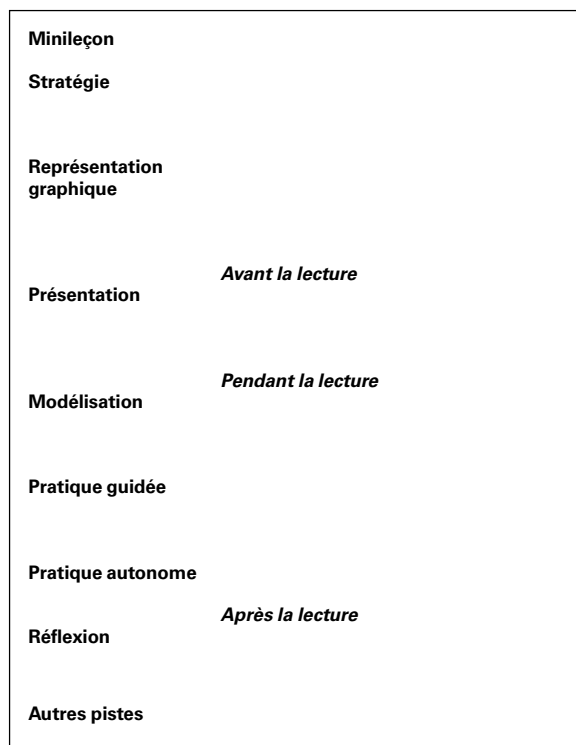 Minileçon
Stratégie
Représentation
graphique
Avant la lecture
Présentation
Pendant la lecture
Modélisation
Pratique guidée
Pratique autonome
Après la lecture
Réflexion
Autres pistes